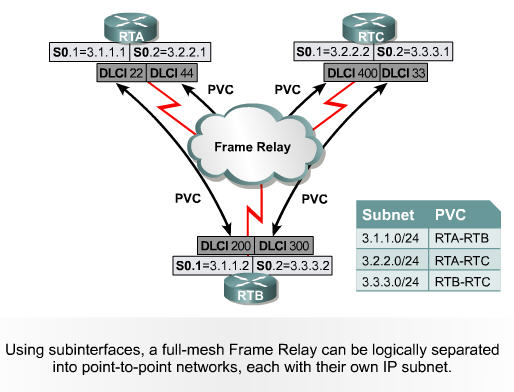 RTA
RTC
S0.1=3.1.1.1 S0.2=3.2.2.1
S0.1=3.2.2.2 S0.2=3.3.3.1
DLCI 22 DLCI 44
DLCI 400 DLCI 33
PVC
PVC
Frame Relay
PVC
PVC
DLCI 200 DLCI 300
S0.1=3.1.1.2 S0.2=3.3.3.2
RTB
Subnet PVC
3.1.1.0/24 RTA-RTB
3.2.2.0/24 RTA-RTC
3.3.3.0/24 RTB-RTC
Using subinterfaces, a full-mesh Frame Relay can be logically separated
into point-to-point networks, each with their own IP subnet.